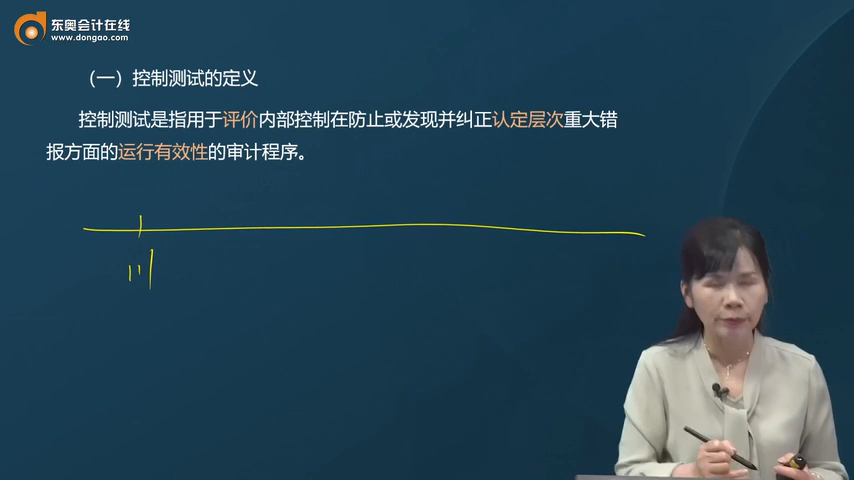 东奥会计在线
www.dongao.com
（一）控制测试的定义
控制测试是指用于评价内部控制在防止或发现并纠正认定层次重大错
报方面的运行有效性的审计程序。